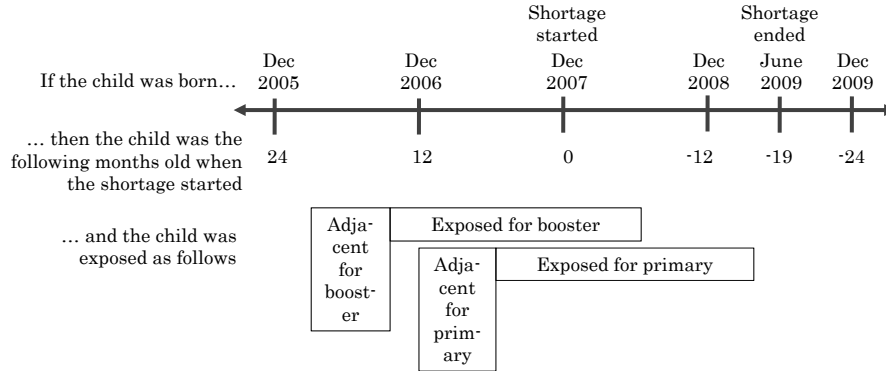 Shortage
started
Shortage
ended
If the child was born…
Dec
2005
Dec
2006
Dec
2007
Dec
2008
June
2009
Dec
2009
… then the child was the
following months old when
the shortage started
24
12
0
-12
-19
-24
… and the child was
exposed as follows
Adja-
cent
for
boost-
er
Exposed for booster
Adja-
cent
for
prim-
ary
Exposed for primary